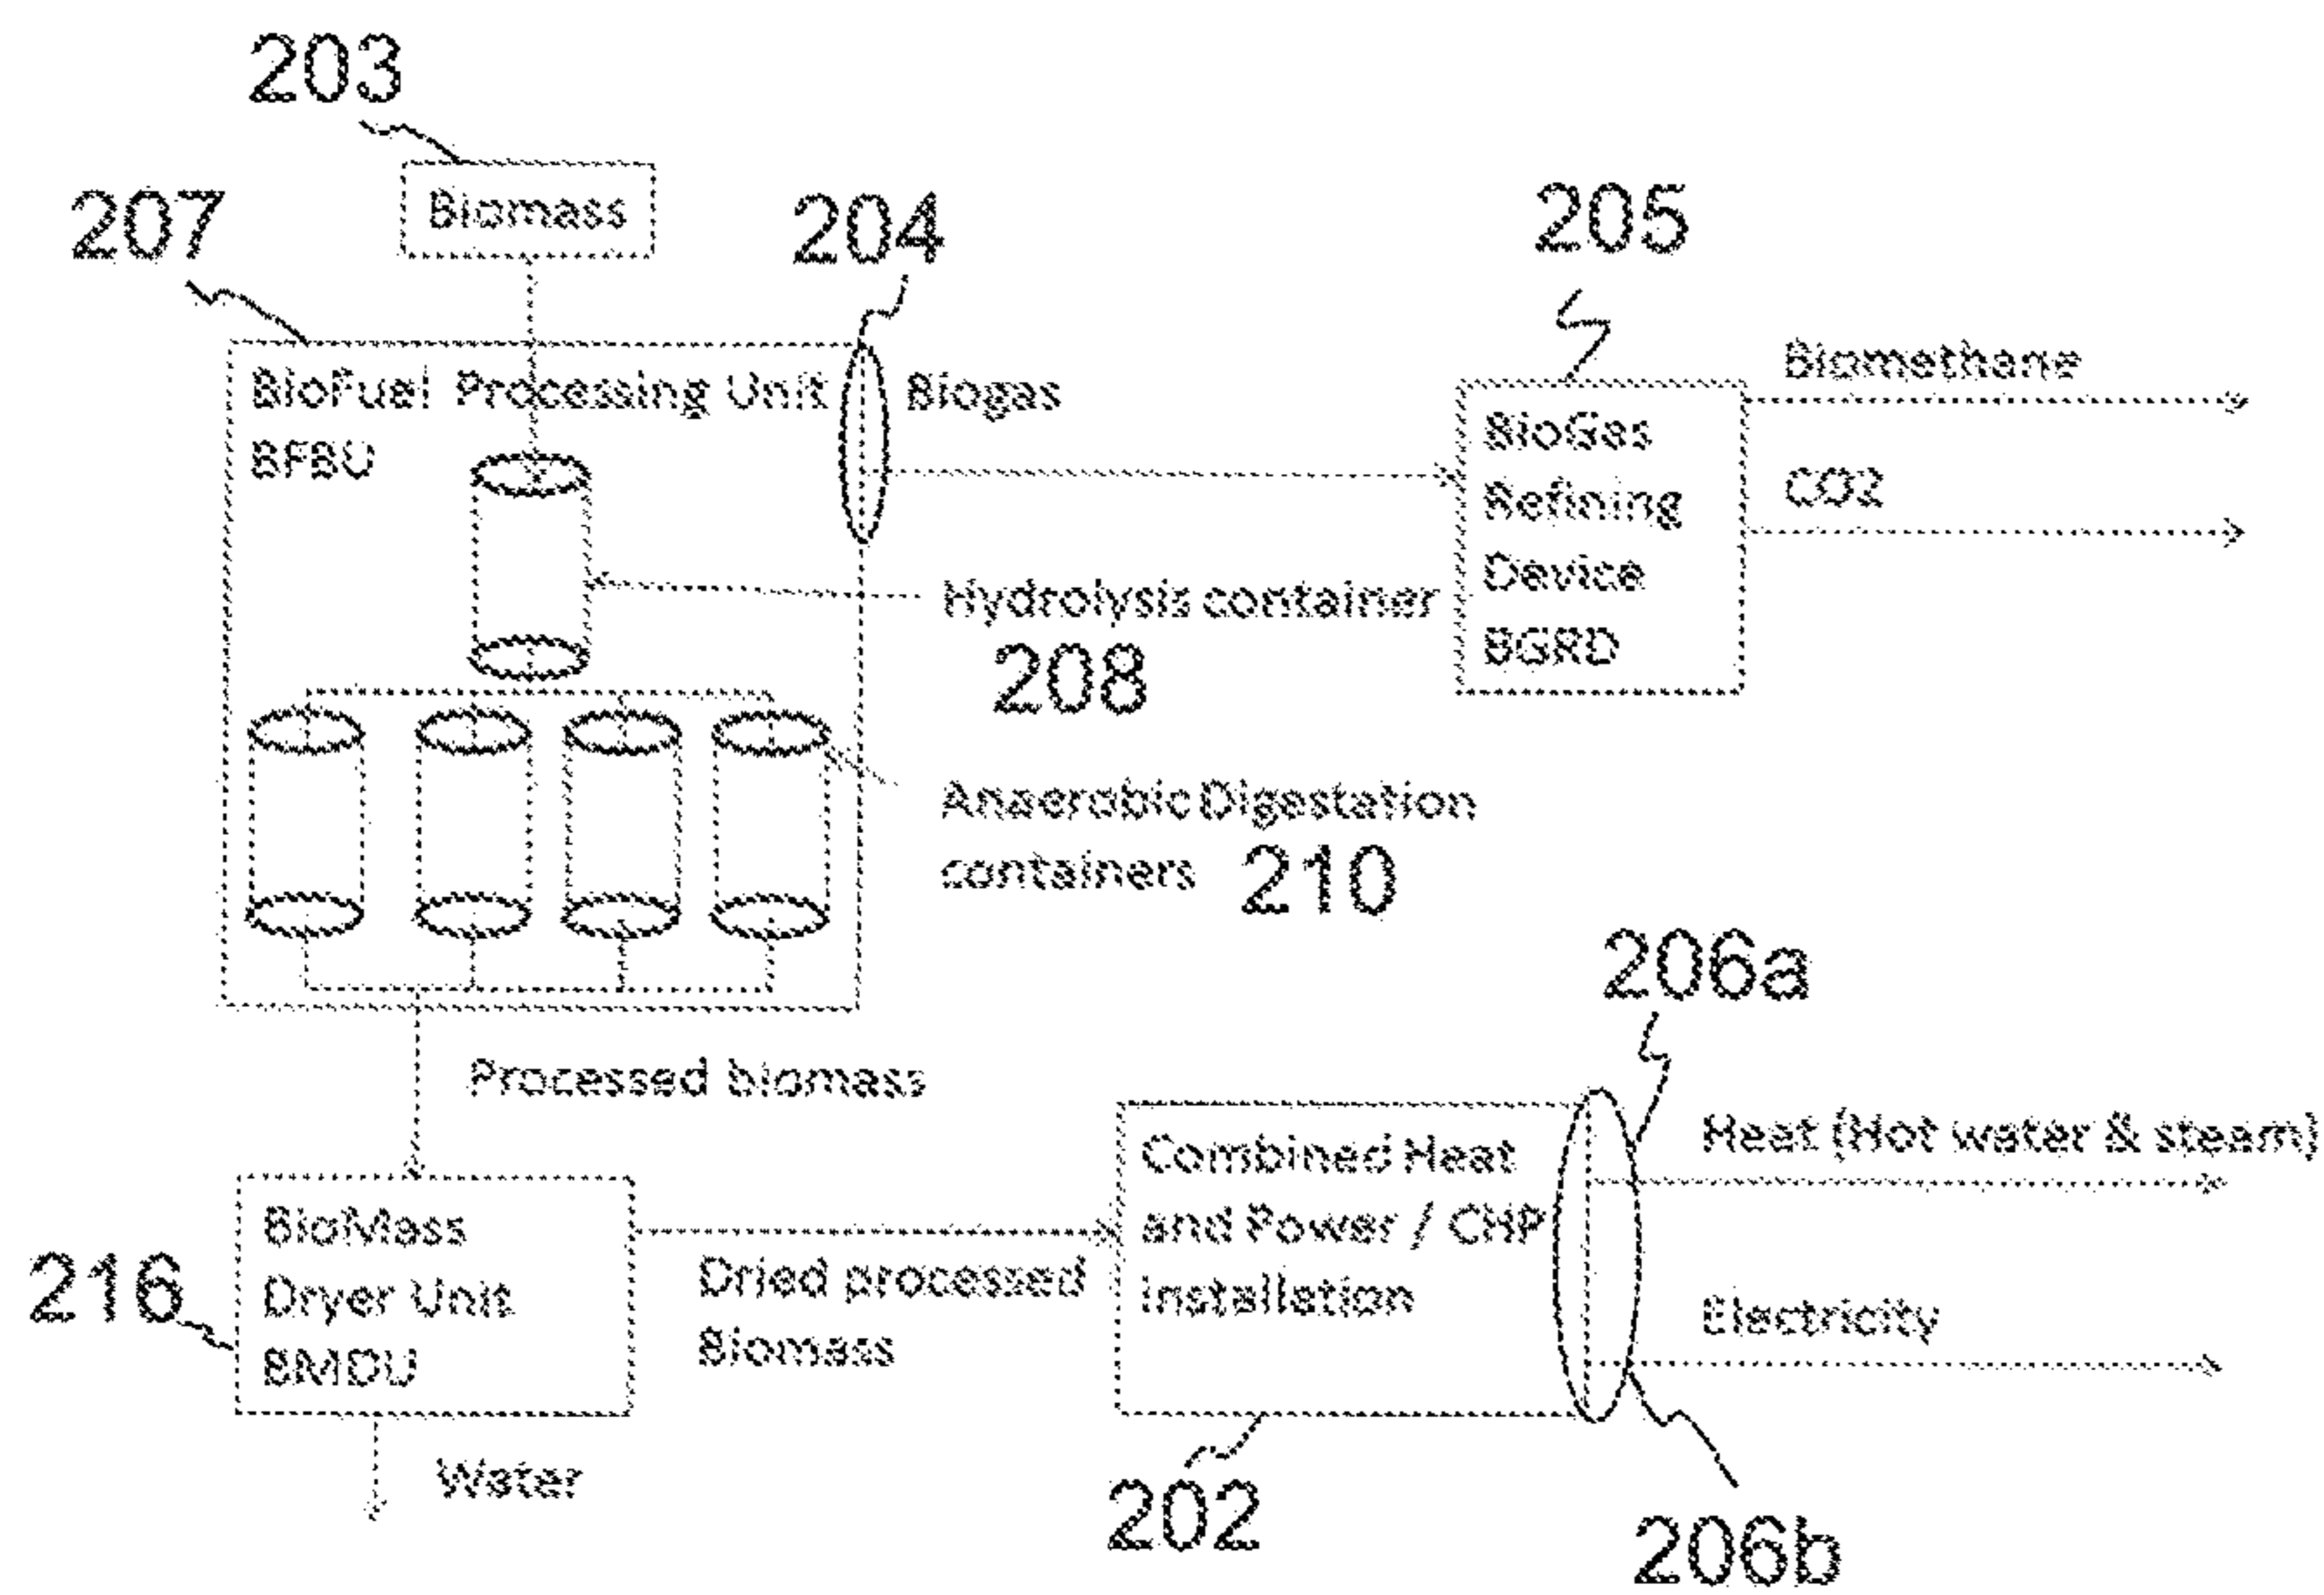 203
Biomass
207
204
205
BioFuel Processing Unit
BFBU
Biogas
Biomethane
CO2
BioGas
Refining
Device
BGRD
Hydrolysis container
208
Anaerobic Digestation
containers 210
Processed biomass
206a
BioMass
Dryer Unit
BMDU
216
Dried processed
Biomass
Combined Heat
and Power / CHP
Installation
Heat (Hot water & steam)
Electricity
Water
202
206b